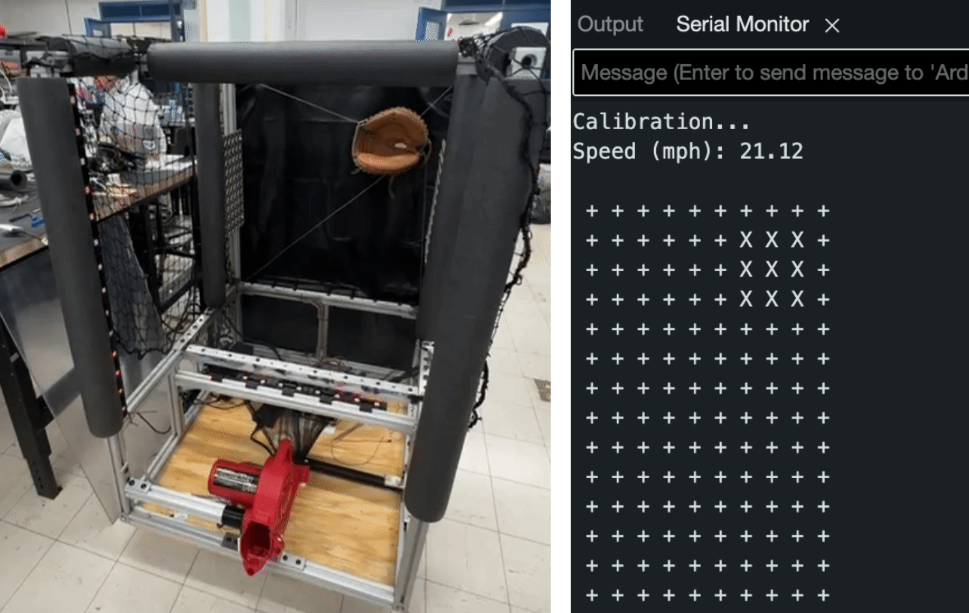 Output Serial Monitor ×
Message (Enter to send message to 'Ard
Calibration...
Speed (mph): 21.12
+ + + + + + + + + +
+ + + + + + X X X +
+ + + + + + X X X +
+ + + + + + X X X +
+ + + + + + + + + +
+ + + + + + + + + +
+ + + + + + + + + +
+ + + + + + + + + +
+ + + + + + + + + +
+ + + + + + + + + +
+ + + + + + + + + +
+ + + + + + + + + +
+ + + + + + + + + +
+ + + + + + + + + +